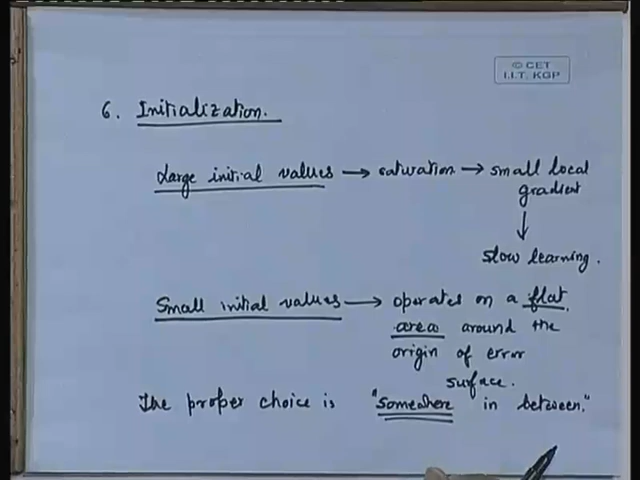 © CET
I.I.T. KGP
6. Initialization.
Large initial values → saturation → small local
gradient
↓
slow learning.
Small initial values → operates on a flat
area around the
origin of error
surface.
The proper choice is "somewhere in between."